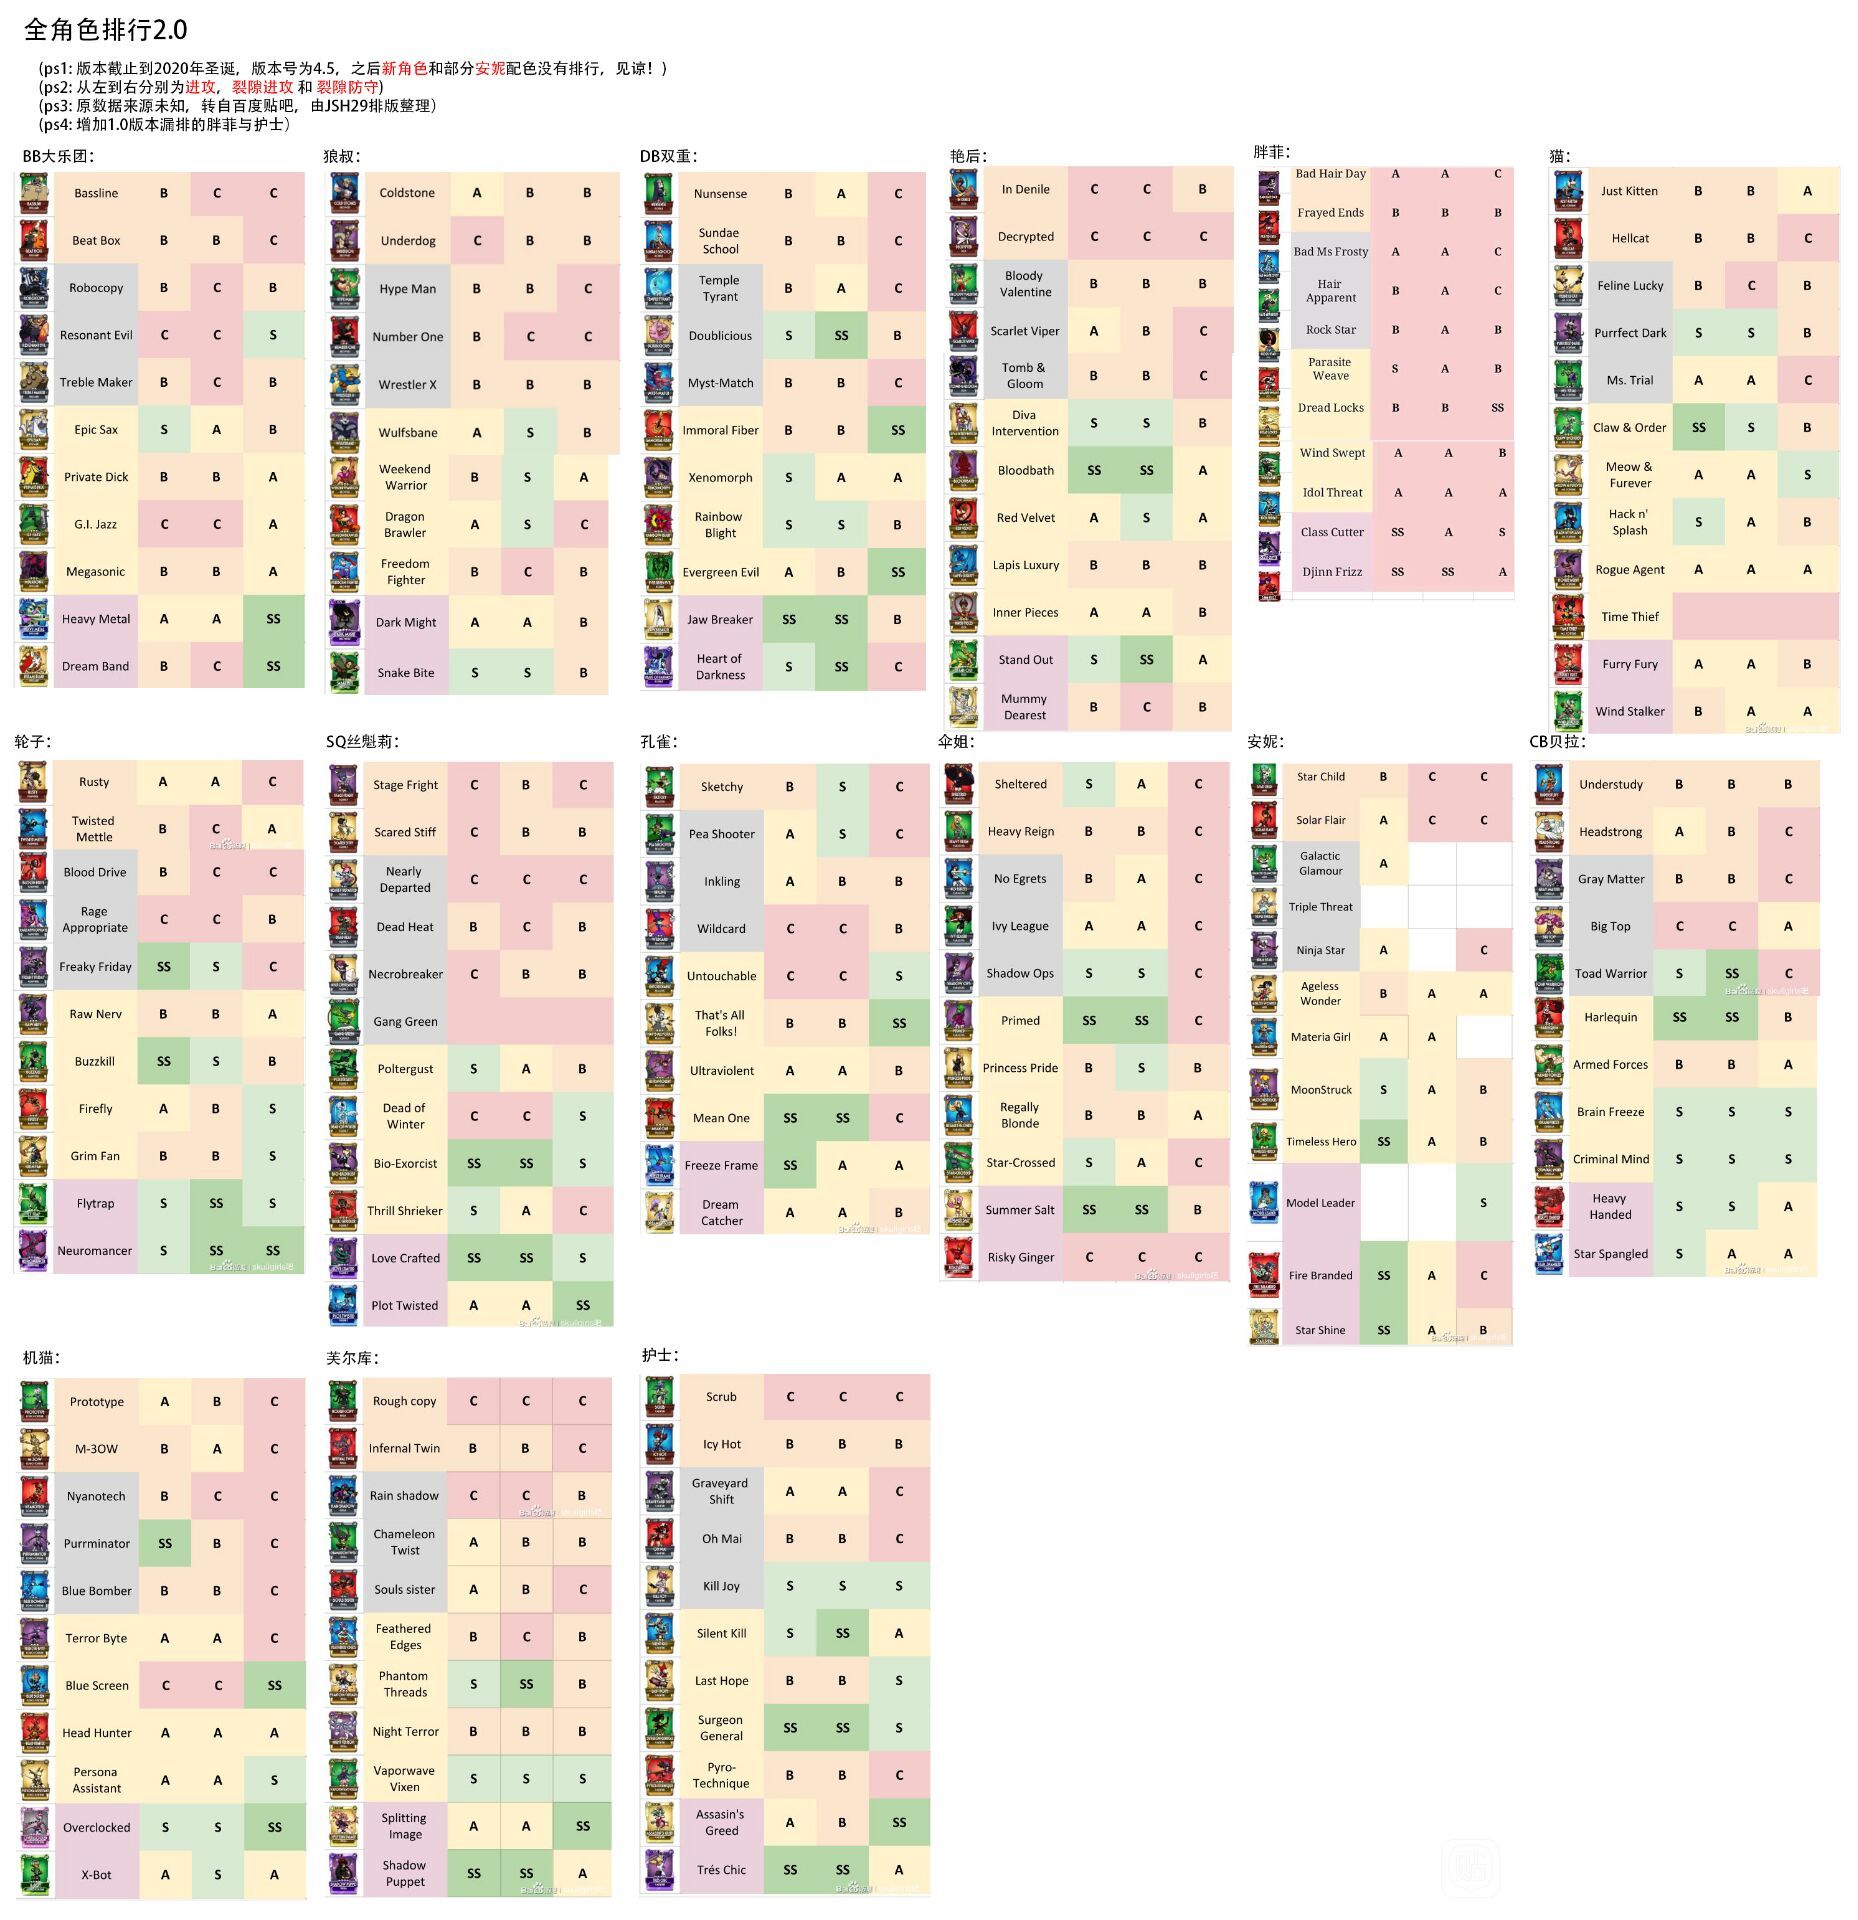 全角色排行2.0
(ps1: 版本截止到2020年圣诞，版本号为4.5，之后新角色和部分安妮配色没有排行，见谅！)
(ps2: 从左到右分别为进攻，裂隙进攻 和 裂隙防守)
(ps3: 原数据来源未知，转自百度贴吧，由JSH29排版整理)
(ps4: 增加1.0版本漏排的胖菲与护士)
BB大乐团：
Bassline B C C
Beat Box B B C
Robocopy B C B
Resonant Evil C C S
Treble Maker B C B
Epic Sax S A B
Private Dick B B A
G.I. Jazz C C A
Megasonic B B A
Heavy Metal A A SS
Dream Band B C SS
狼叔：
Coldstone A B B
Underdog C B B
Hype Man B B C
Number One B C C
Wrestler X B B B
Wulfsbane A S B
Weekend
Warrior B S A
Dragon
Brawler A S C
Freedom
Fighter B C B
Dark Might A A B
Snake Bite S S B
DB双重：
Nunsense B A C
Sundae
School B B C
Temple
Tyrant B A C
Doublicious S SS B
Myst-Match B B C
Immoral Fiber B B SS
Xenomorph S A A
Rainbow
Blight S S B
Evergreen Evil A B SS
Jaw Breaker SS SS B
Heart of
Darkness S SS C
艳后：
In Denile C C B
Decrypted C C C
Bloody
Valentine B B B
Scarlet Viper A B C
Tomb &
Gloom B B C
Diva
Intervention S S B
Bloodbath SS SS A
Red Velvet A S A
Lapis Luxury B B B
Inner Pieces A A B
Stand Out S SS A
Mummy
Dearest B C B
胖菲：
Bad Hair Day A A C
Frayed Ends B B B
Bad Ms Frosty A A C
Hair
Apparent B A C
Rock Star B A B
Parasite
Weave S A B
Dread Locks B B SS
Wind Swept A A B
Idol Threat A A A
Class Cutter SS A S
Djinn Frizz SS SS A
猫：
Just Kitten B B A
Hellcat B B C
Feline Lucky B C B
Purrfect Dark S S B
Ms. Trial A A C
Claw & Order SS S B
Meow &
Furever A A S
Hack n'
Splash S A B
Rogue Agent A A A
Time Thief
Furry Fury A A B
Wind Stalker B A A
轮子：
Rusty A A C
Twisted
Mettle B C A
Blood Drive B C C
Rage
Appropriate C C B
Freaky Friday SS S C
Raw Nerv B B A
Buzzkill SS S B
Firefly A B S
Grim Fan B B S
Flytrap S SS S
Neuromancer S SS SS
SQ丝魁莉：
Stage Fright C B C
Scared Stiff C B B
Nearly
Departed C C C
Dead Heat B C B
Necrobreaker C B B
Gang Green
Poltergust S A B
Dead of
Winter C C S
Bio-Exorcist SS SS S
Thrill Shrieker S A C
Love Crafted SS SS S
Plot Twisted A A SS
孔雀：
Sketchy B S C
Pea Shooter A S C
Inkling A B B
Wildcard C C B
Untouchable C C S
That's All
Folks! B B SS
Ultraviolent A A B
Mean One SS SS C
Freeze Frame SS A A
Dream
Catcher A A B
伞姐：
Sheltered S A C
Heavy Reign B B C
No Egrets B A C
Ivy League A A C
Shadow Ops S S C
Primed SS SS C
Princess Pride B S B
Regally
Blonde B B A
Star-Crossed S A C
Summer Salt SS SS B
Risky Ginger C C C
安妮：
Star Child B C C
Solar Flair A C C
Galactic
Glamour A
Triple Threat
Ninja Star A C
Ageless
Wonder B A A
Materia Girl A A
MoonStruck S A B
Timeless Hero SS A B
Model Leader S
Fire Branded SS A C
Star Shine SS A B
CB贝拉：
Understudy B B B
Headstrong A B C
Gray Matter B B C
Big Top C C A
Toad Warrior S SS C
Harlequin SS SS B
Armed Forces B B A
Brain Freeze S S S
Criminal Mind S S S
Heavy
Handed S S A
Star Spangled S A A
机猫：
Prototype A B C
M-3OW B A C
Nyanotech B C C
Purrminator SS B C
Blue Bomber B B C
Terror Byte A A C
Blue Screen C C SS
Head Hunter A A A
Persona
Assistant A A S
Overclocked S S SS
X-Bot A S A
芙尔库：
Rough copy C C C
Infernal Twin B B C
Rain shadow C C B
Chameleon
Twist A B B
Souls sister A B C
Feathered
Edges B C B
Phantom
Threads S SS B
Night Terror B B B
Vaporwave
Vixen S S S
Splitting
Image A A SS
Shadow
Puppet SS SS A
护士：
Scrub C C C
Icy Hot B B B
Graveyard
Shift A A C
Oh Mai B B C
Kill Joy S S S
Silent Kill S SS A
Last Hope B B S
Surgeon
General SS SS S
Pyro-
Technique B B C
Assasin's
Greed A B SS
Trés Chic SS SS A